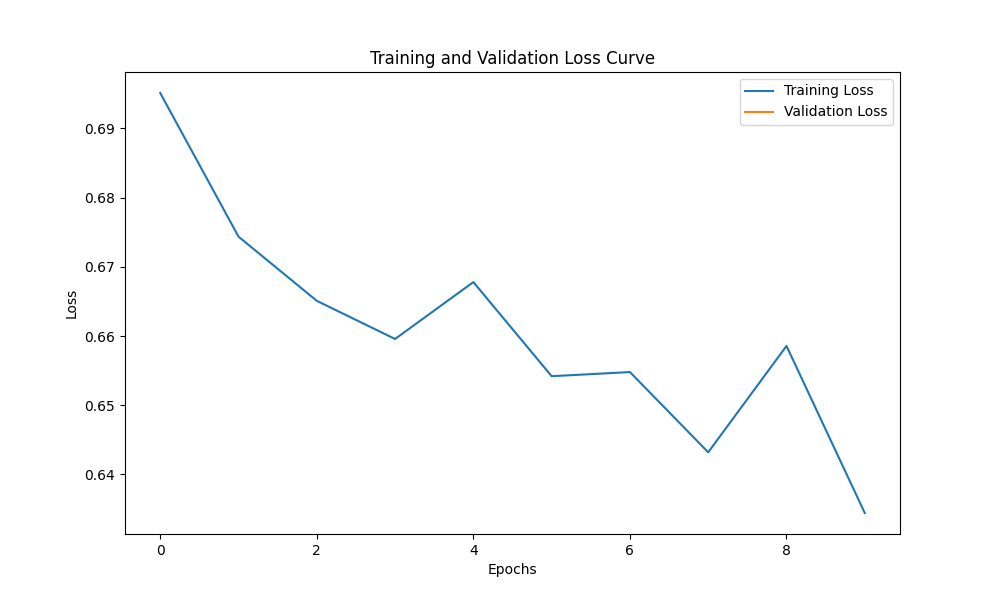 Training and Validation Loss Curve
Training Loss
Validation Loss
0.69
0.68
0.67
0.66
0.65
0.64
Loss
0 2 4 6 8
Epochs